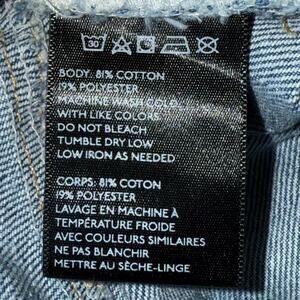 30
BODY: 81% COTTON
19% POLYESTER
MACHINE WASH COLD
WITH LIKE COLORS
DO NOT BLEACH
TUMBLE DRY LOW
LOW IRON AS NEEDED
CORPS: 81% COTON
19% POLYESTER
LAVAGE EN MACHINE À
TEMPÉRATURE FROIDE
AVEC COULEURS SIMILAIRES
NE PAS BLANCHIR
METTRE AU SÈCHE-LINGE